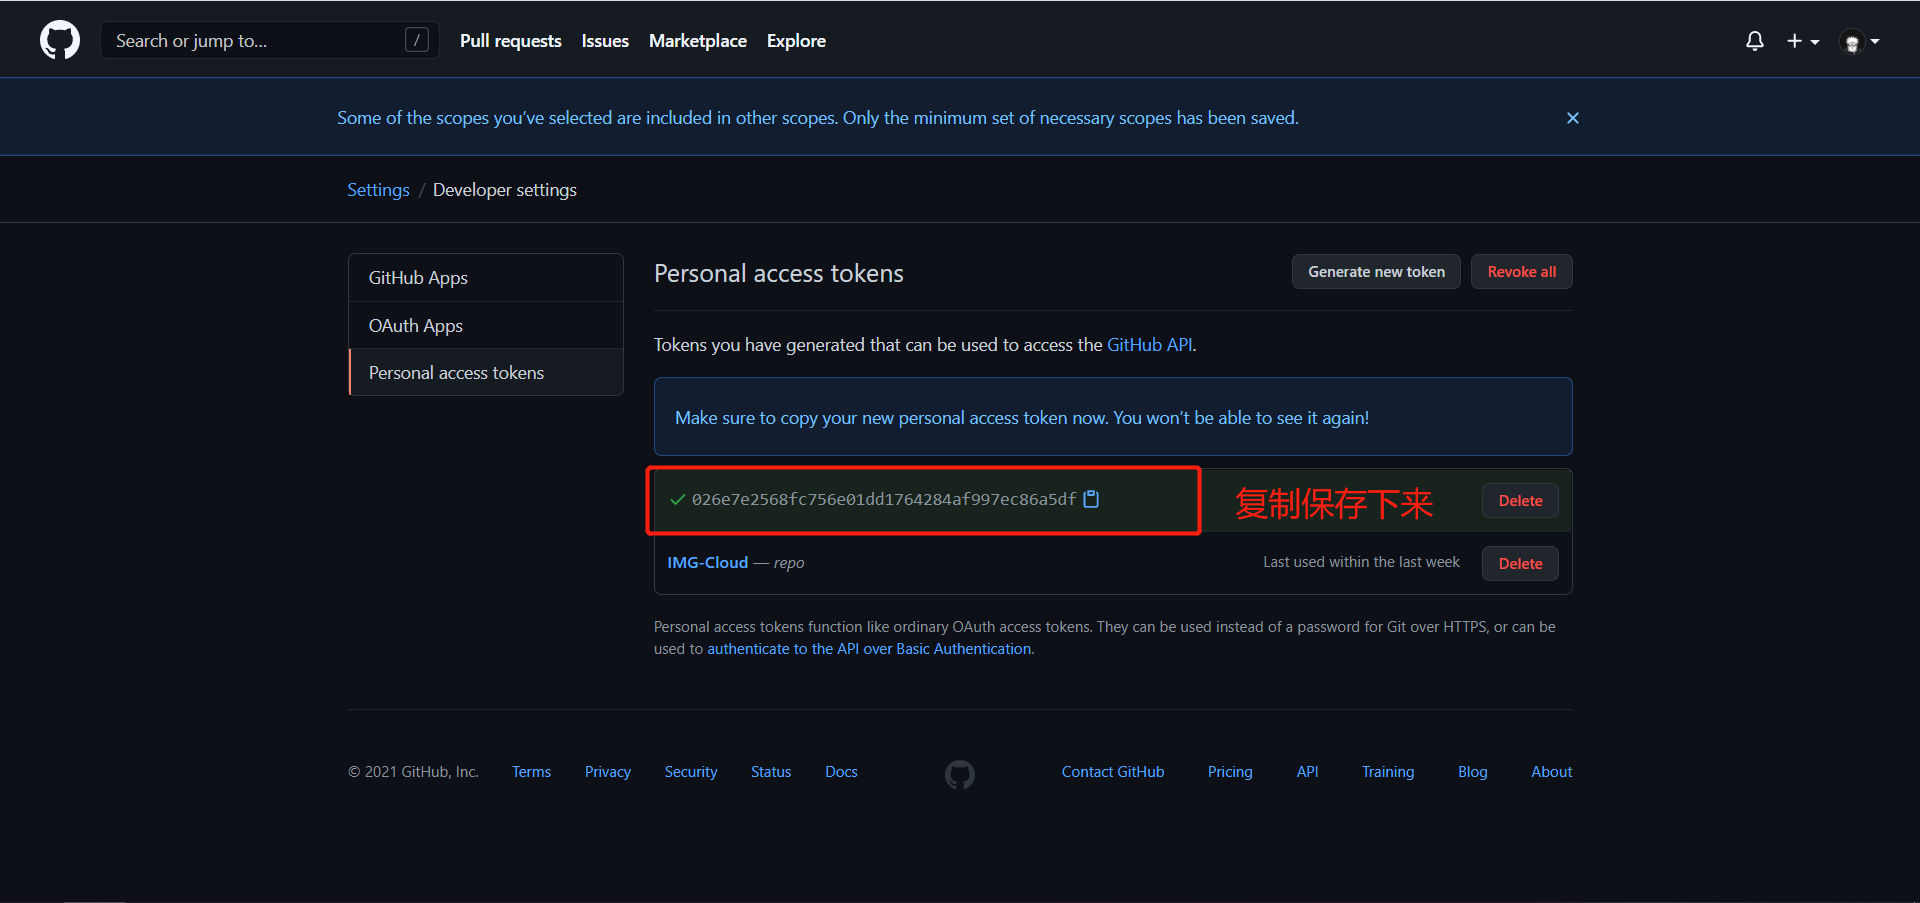 Search or jump to... /
Pull requests Issues Marketplace Explore
Some of the scopes you’ve selected are included in other scopes. Only the minimum set of necessary scopes has been saved.
Settings / Developer settings
GitHub Apps
OAuth Apps
Personal access tokens
Personal access tokens
Generate new token Revoke all
Tokens you have generated that can be used to access the GitHub API.
Make sure to copy your new personal access token now. You won’t be able to see it again!
026e7e2568fc756e01dd1764284af997ec86a5df 复制保存下来 Delete
IMG-Cloud — repo Last used within the last week Delete
Personal access tokens function like ordinary OAuth access tokens. They can be used instead of a password for Git over HTTPS, or can be
used to authenticate to the API over Basic Authentication.
© 2021 GitHub, Inc. Terms Privacy Security Status Docs Contact GitHub Pricing API Training Blog About